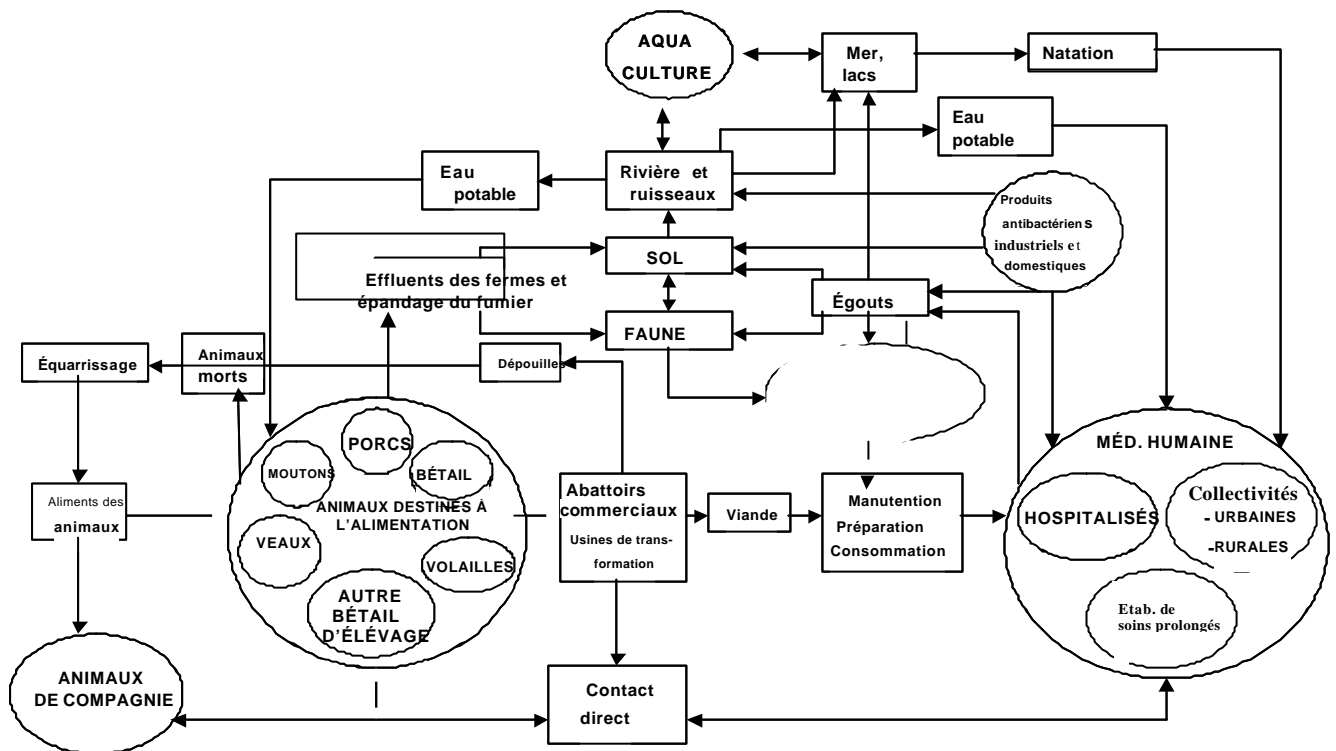 AQUA
CULTURE
Mer,
lacs
Natation
Eau
potable
Eau
potable
Rivière et
ruisseaux
Produits
antibactériens
industriels et
domestiques
SOL
Effluents des fermes et
épandage du fumier
Égouts
FAUNE
Équarrissage
Animaux
morts
Dépouilles
PORCS
MOUTONS
BÉTAIL
ANIMAUX DESTINES À
L'ALIMENTATION
VEAUX
VOLAILLES
AUTRE
BÉTAIL
D'ÉLÉVAGE
Aliments des
animaux
Abattoirs
commerciaux
Usines de trans-
formation
Viande
Manutention
Préparation
Consommation
MÉD. HUMAINE
HOSPITALISÉS
Collectivités
- URBAINES
-RURALES
Etab. de
soins prolongés
ANIMAUX
DE COMPAGNIE
Contact
direct